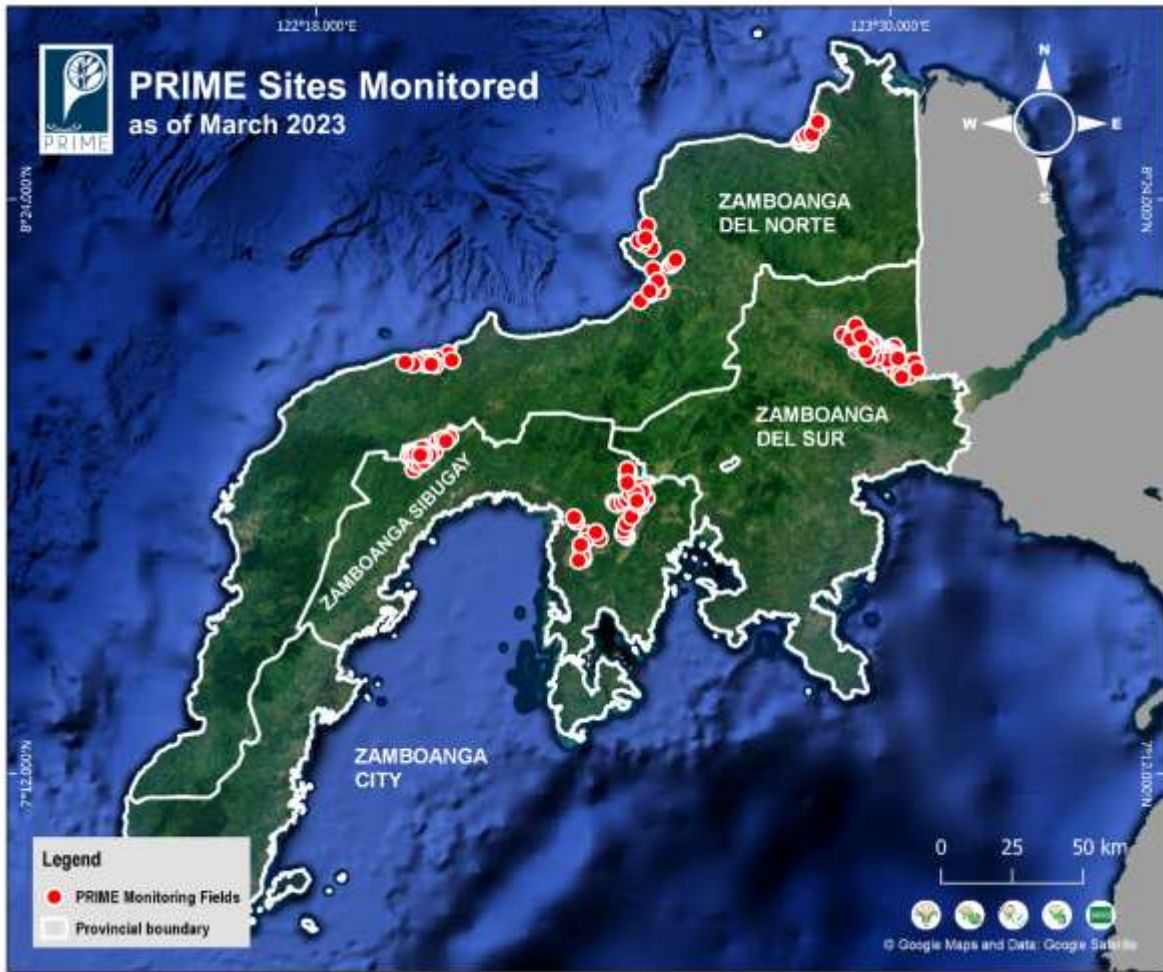 122°18.000'E
123°30.000'E
PRIME
PRIME Sites Monitored
as of March 2023
N
W
E
S
8°24.000'N
8°24.000'N
ZAMBOANGA
DEL NORTE
ZAMBOANGA
DEL SUR
ZAMBOANGA SIBUGAY
ZAMBOANGA
CITY
7°12.000'N
7°12.000'N
Legend
PRIME Monitoring Fields
Provincial boundary
0 25 50 km
© Google Maps and Data: Google Satellite